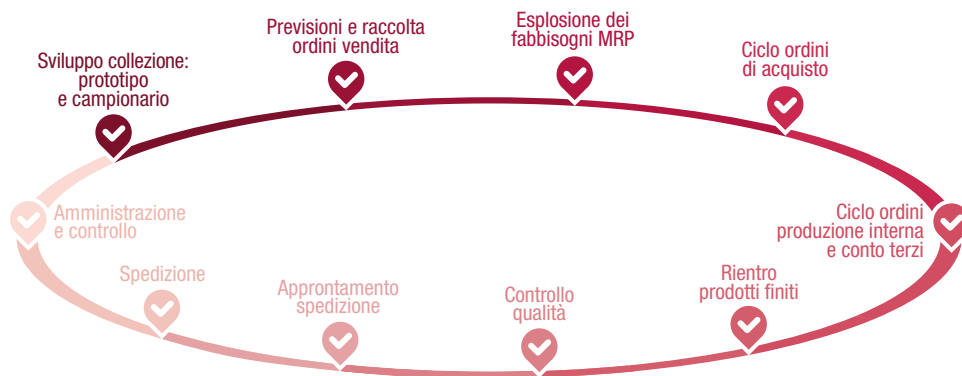 Sviluppo collezione:
prototipo
e campionario
Previsioni e raccolta
ordini vendita
Esplosione dei
fabbisogni MRP
Ciclo ordini
di acquisto
Ciclo ordini
produzione interna
e conto terzi
Rientro
prodotti finiti
Controllo
qualità
Approntamento
spedizione
Spedizione
Amministrazione
e controllo